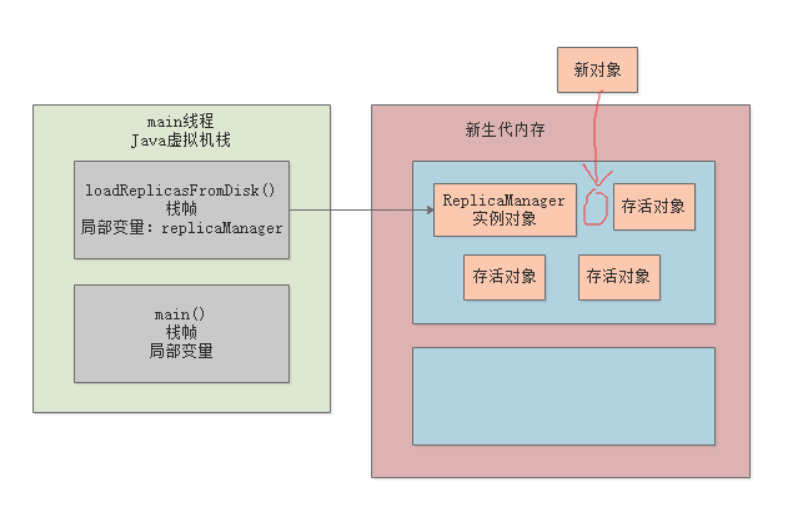 新对象
main线程
Java虚拟机栈
新生代内存
loadReplicasFromDisk()
栈帧
局部变量：replicaManager
ReplicaManager
实例对象
存活对象
存活对象
存活对象
main()
栈帧
局部变量